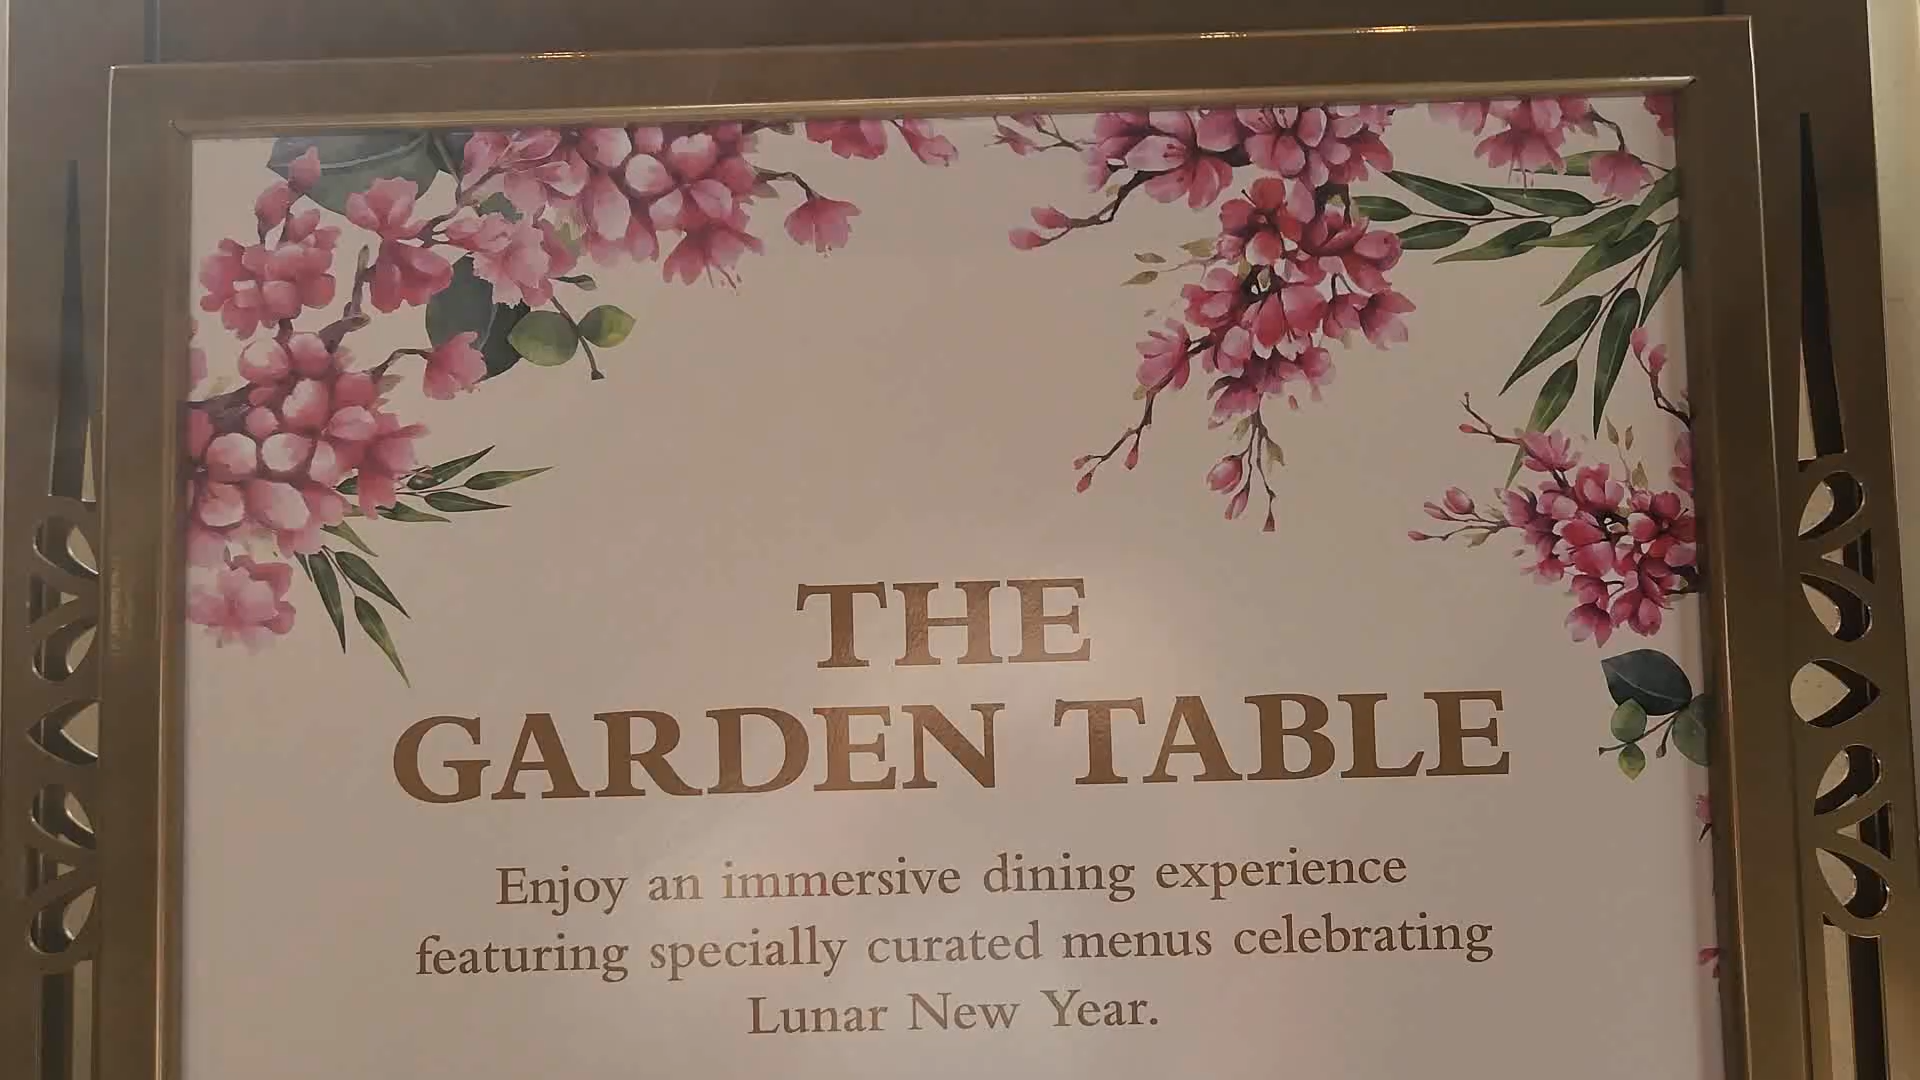 THE
GARDEN TABLE
Enjoy an immersive dining experience
featuring specially curated menus celebrating
Lunar New Year.